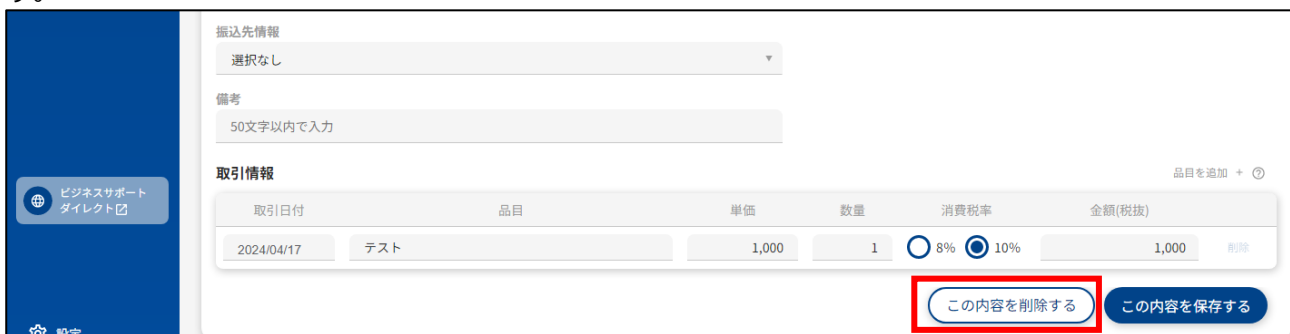 す。
振込先情報
選択なし
備考
50文字以内で入力
取引情報
品目を追加 +
ビジネスサポート
ダイレクト
取引日付 品目 単価 数量 消費税率 金額(税抜)
2024/04/17 テスト 1,000 1 8% 10% 1,000 削除
この内容を削除する この内容を保存する
設定